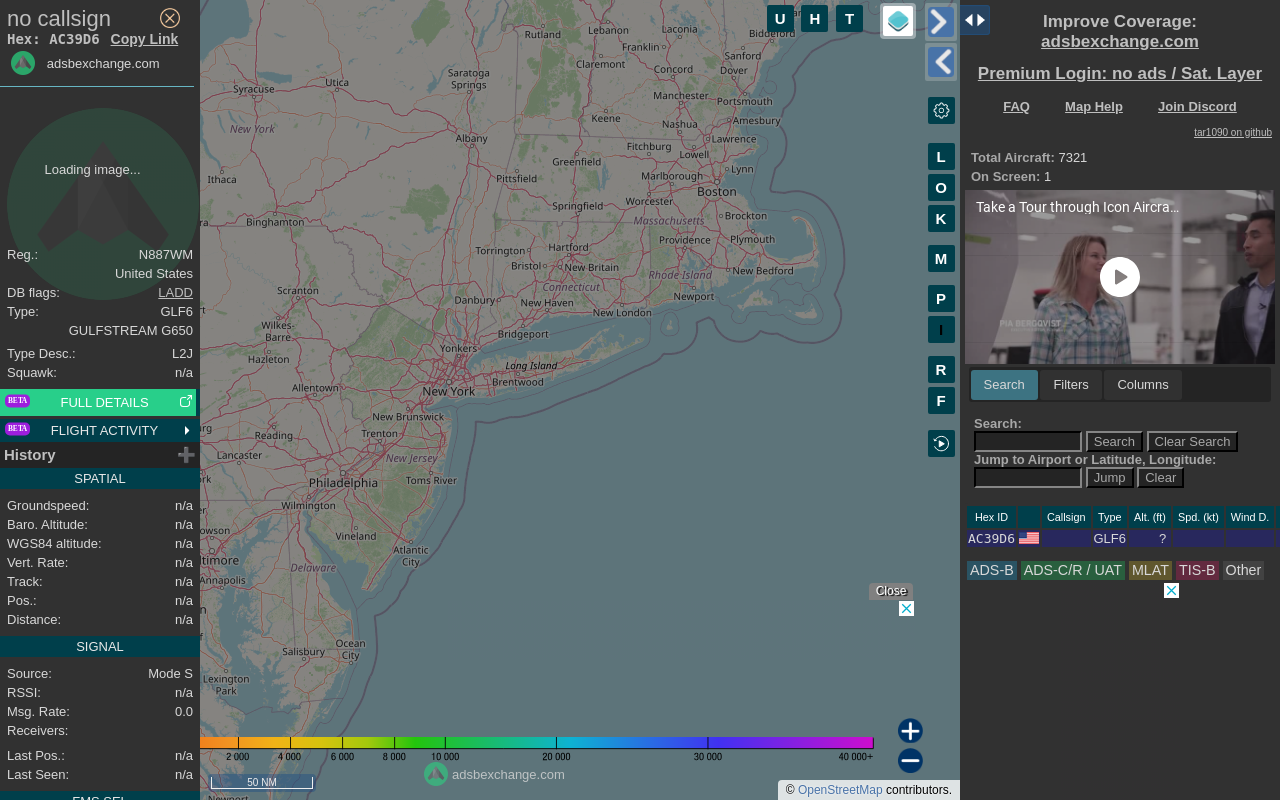 no callsign
Hex: AC39D6 Copy Link
adsbexchange.com
Loading image...
Reg.: N887WM
United States
DB flags: LADD
Type: GLF6
GULFSTREAM G650
Type Desc.: L2J
Squawk: n/a
BETA FULL DETAILS
BETA FLIGHT ACTIVITY
History
SPATIAL
Groundspeed: n/a
Baro. Altitude: n/a
WGS84 altitude: n/a
Vert. Rate: n/a
Track: n/a
Pos.: n/a
Distance: n/a
SIGNAL
Source: Mode S
RSSI: n/a
Msg. Rate: 0.0
Receivers:
Last Pos.: n/a
Last Seen: n/a
FMS SEL
U H T
L
O
K
M
P
I
R
F
Rutland
Lebanon
Laconia
Biddeford
Franklin
Claremont
Sanford
Saratoga Springs
Concord
Dover
Utica
Syracuse
Manchester
Portsmouth
Keene
Amesbury
New York
Albany
Nashua
Lawrence
Fitchburg
Lowell
Greenfield
Lynn
Ithaca
Pittsfield
Marlborough
Boston
Springfield
Worcester
Binghamton
Massachusetts
Brockton
Providence
Plymouth
Torrington
Hartford
Bristol
New Britain
Rhode Island
New Bedford
Connecticut
Scranton
Danbury
New Haven
Newport
New London
Wilkes-Barre
Bridgeport
Yonkers
Hazleton
Long Island
Brentwood
Allentown
New York
New Brunswick
Reading
Trenton
Lancaster
New Jersey
Philadelphia
Toms River
Wilmington
Vineland
Atlantic City
Delaware
Annapolis
Ocean City
Salisbury
Lexington Park
Newport
Close
2 000 4 000 6 000 8 000 10 000 20 000 30 000 40 000+
50 NM
adsbexchange.com
© OpenStreetMap contributors.
Improve Coverage:
adsbexchange.com
Premium Login: no ads / Sat. Layer
FAQ Map Help Join Discord
tar1090 on github
Total Aircraft: 7321
On Screen: 1
Take a Tour through Icon Aircra…
PIA BERGQVIST
Search Filters Columns
Search:
Search Clear Search
Jump to Airport or Latitude, Longitude:
Jump Clear
Hex ID Callsign Type Alt. (ft) Spd. (kt) Wind D.
AC39D6 GLF6 ?
ADS-B ADS-C/R / UAT MLAT TIS-B Other